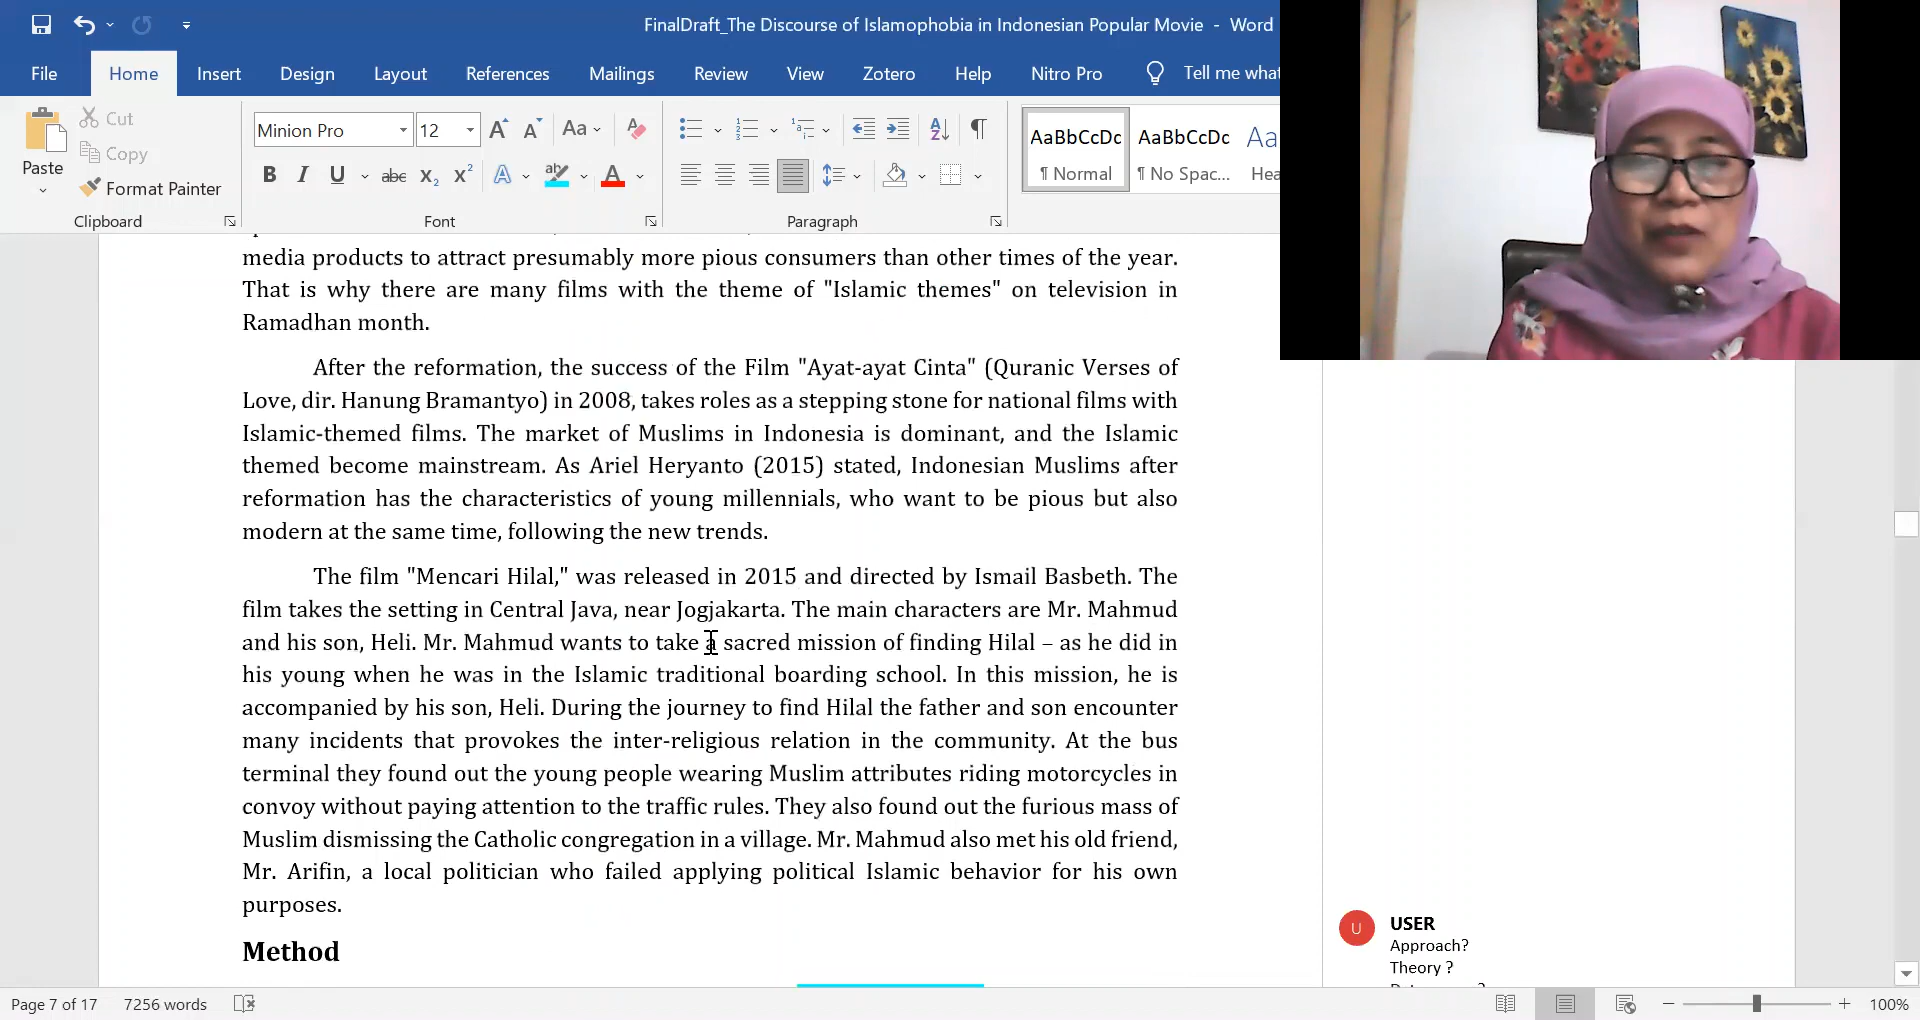 FinalDraft_The Discourse of Islamophobia in Indonesian Popular Movie - Word
File Home Insert Design Layout References Mailings Review View Zotero Help Nitro Pro Tell me what
Paste
Cut
Copy
Format Painter
Minion Pro 12
Aa
B I U abc X₂ X² A ab A
AaBbCcDc AaBbCcDc Aa
¶ Normal ¶ No Spac... Hea
Clipboard Font Paragraph
media products to attract presumably more pious consumers than other times of the year.
That is why there are many films with the theme of "Islamic themes" on television in
Ramadhan month.
After the reformation, the success of the Film "Ayat-ayat Cinta" (Quranic Verses of
Love, dir. Hanung Bramantyo) in 2008, takes roles as a stepping stone for national films with
Islamic-themed films. The market of Muslims in Indonesia is dominant, and the Islamic
themed become mainstream. As Ariel Heryanto (2015) stated, Indonesian Muslims after
reformation has the characteristics of young millennials, who want to be pious but also
modern at the same time, following the new trends.
The film "Mencari Hilal," was released in 2015 and directed by Ismail Basbeth. The
film takes the setting in Central Java, near Jogjakarta. The main characters are Mr. Mahmud
and his son, Heli. Mr. Mahmud wants to take a sacred mission of finding Hilal – as he did in
his young when he was in the Islamic traditional boarding school. In this mission, he is
accompanied by his son, Heli. During the journey to find Hilal the father and son encounter
many incidents that provokes the inter-religious relation in the community. At the bus
terminal they found out the young people wearing Muslim attributes riding motorcycles in
convoy without paying attention to the traffic rules. They also found out the furious mass of
Muslim dismissing the Catholic congregation in a village. Mr. Mahmud also met his old friend,
Mr. Arifin, a local politician who failed applying political Islamic behavior for his own
purposes.
Method
U USER
Approach?
Theory ?
Page 7 of 17 7256 words 100%